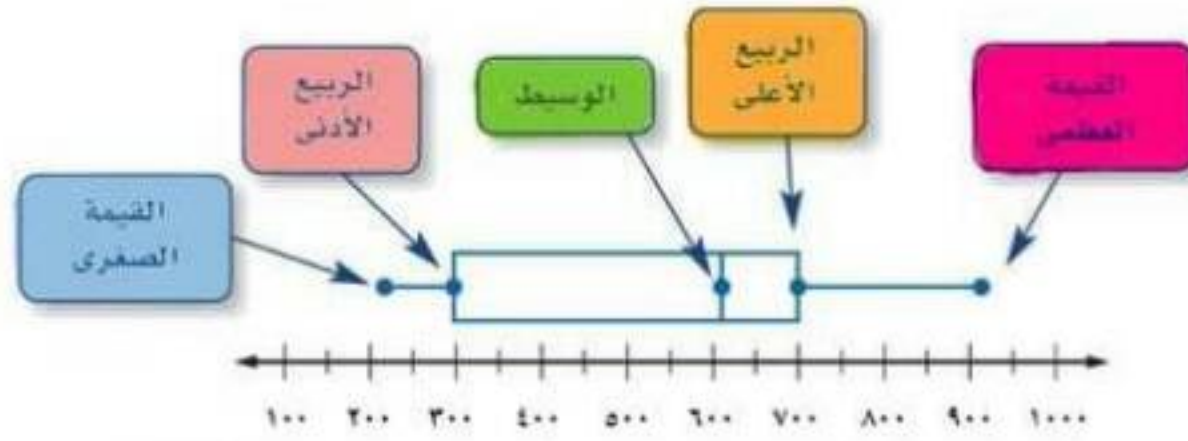 الربيع
الأدنى
الوسيط
الربيع
الأعلى
القيمة
العظمى
القيمة
الصغرى
١٠٠ ٢٠٠ ٣٠٠ ٤٠٠ ٥٠٠ ٦٠٠ ٧٠٠ ٨٠٠ ٩٠٠ ١٠٠٠